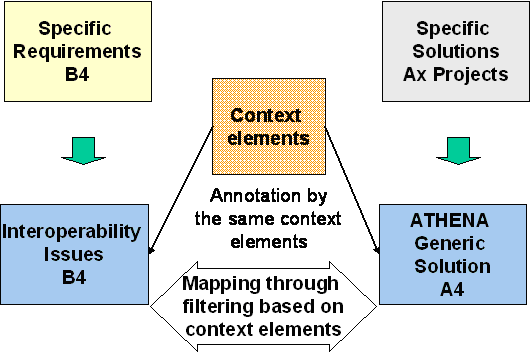 Specific
Requirements
B4
Specific
Solutions
Ax Projects
Context
elements
Annotation by
the same context
elements
Interoperability
Issues
B4
ATHENA
Generic
Solution
A4
Mapping through
filtering based on
context elements